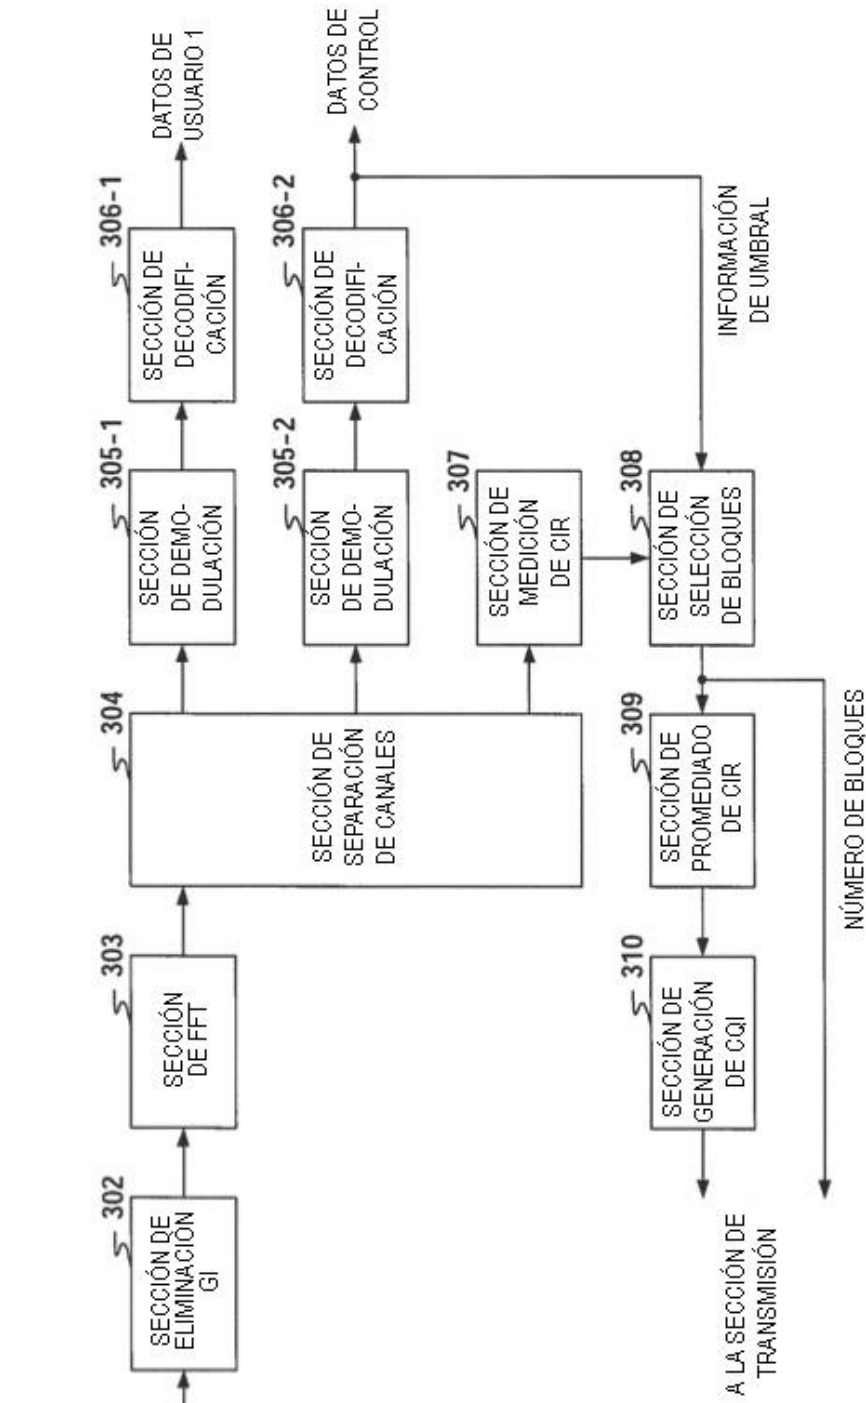 302
SECCIÓN DE
ELIMINACIÓN
GI
303
SECCIÓN
DE FFT
304
SECCIÓN DE
SEPARACIÓN
DE CANALES
305-1
SECCIÓN
DE DEMO-
DULACIÓN
306-1
SECCIÓN DE
DECODIFI-
CACIÓN
DATOS DE
USUARIO 1
305-2
SECCIÓN
DE DEMO-
DULACIÓN
306-2
SECCIÓN DE
DECODIFI-
CACIÓN
DATOS DE
CONTROL
307
SECCIÓN DE
MEDICIÓN
DE CIR
INFORMACIÓN
DE UMBRAL
308
SECCIÓN DE
SELECCIÓN
DE BLOQUES
309
SECCIÓN DE
PROMEDIADO
DE CIR
310
SECCIÓN DE
GENERACIÓN
DE CQI
A LA SECCIÓN DE
TRANSMISIÓN
NÚMERO DE BLOQUES